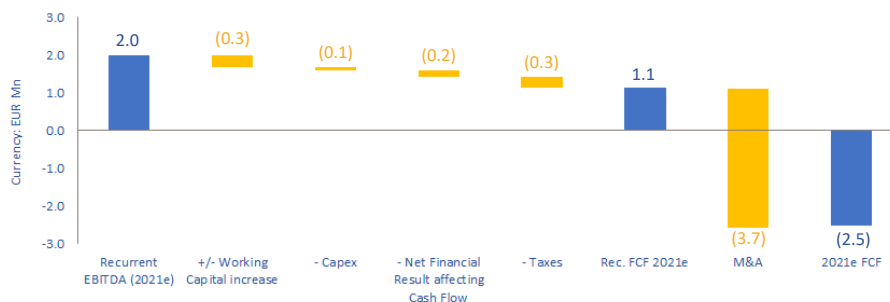 Currency: EUR Mn
3.0
2.0
1.0
0.0
-1.0
-2.0
-3.0
2.0
(0.3)
(0.1)
(0.2)
(0.3)
1.1
(3.7)
(2.5)
Recurrent
EBITDA (2021e)
+/- Working
Capital increase
- Capex
- Net Financial
Result affecting
Cash Flow
- Taxes
Rec. FCF 2021e
M&A
2021e FCF